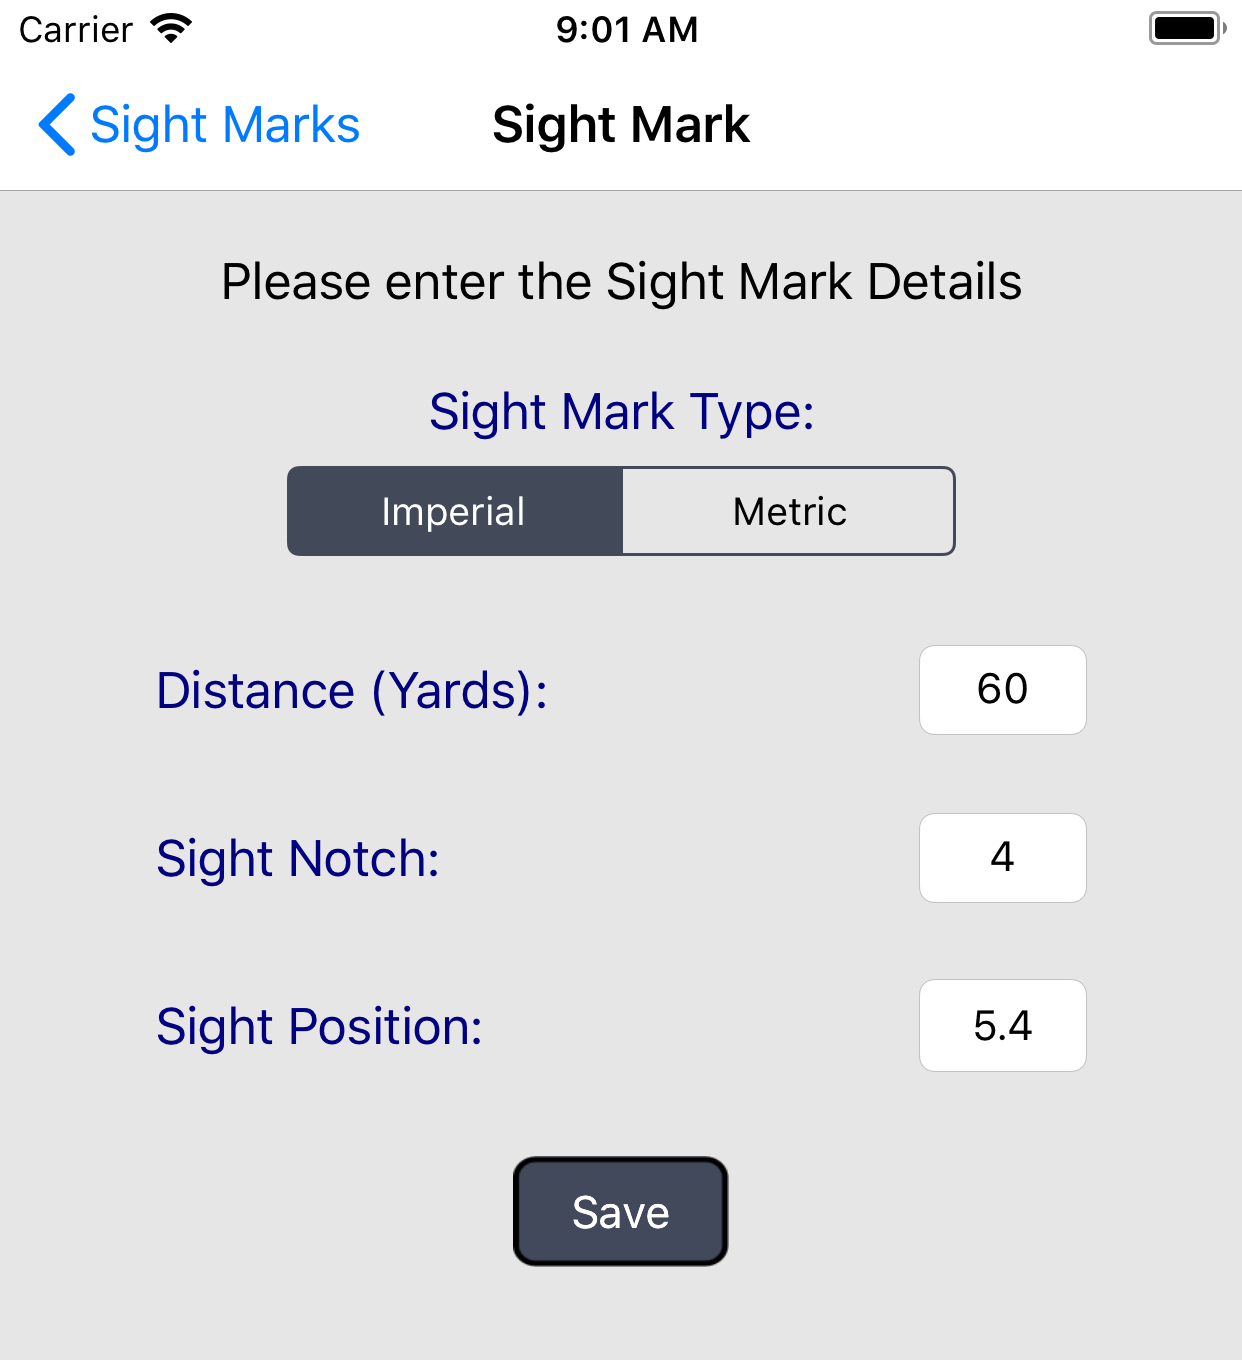 Carrier 9:01 AM
Sight Marks Sight Mark
Please enter the Sight Mark Details
Sight Mark Type:
Imperial Metric
Distance (Yards): 60
Sight Notch: 4
Sight Position: 5.4
Save